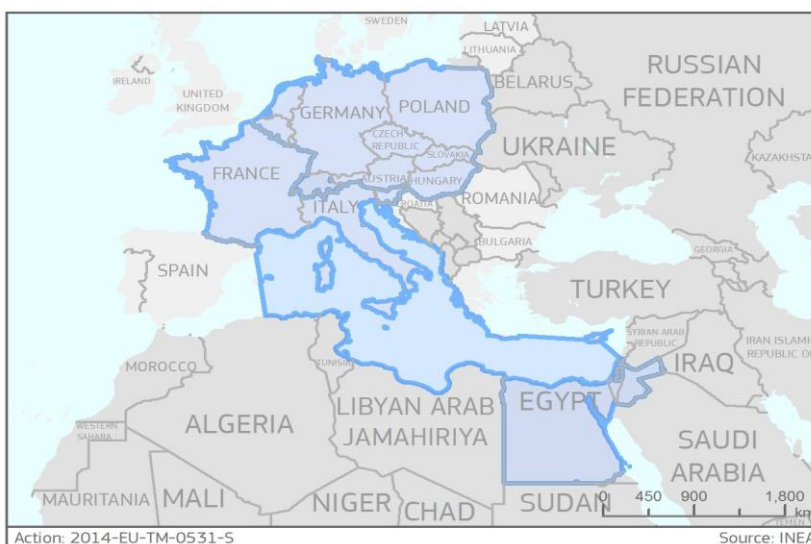 SWEDEN
LATVIA
LITHUANIA
IRELAND
UNITED
KINGDOM
BELARUS
RUSSIAN
FEDERATION
GERMANY
POLAND
CZECH
REPUBLIC
SLOVAKIA
UKRAINE
KAZAKHSTA
FRANCE
AUSTRIA
HUNGARY
ITALY
CROATIA
ROMANIA
BULGARIA
GEORGIA
SPAIN
TURKEY
SYRIAN ARAB
REPUBLIC
IRAQ
IRAN ISLAMI
REPUBLIC O
MOROCCO
TUNISIA
ALGERIA
LIBYAN ARAB
JAMAHIRIYA
EGYPT
WESTERN
SAHARA
SAUDI
ARABIA
MAURITANIA
MALI
NIGER
CHAD
SUDAN
YEMEN
0 450 900 1,800
km
Action: 2014-EU-TM-0531-S
Source: INEA